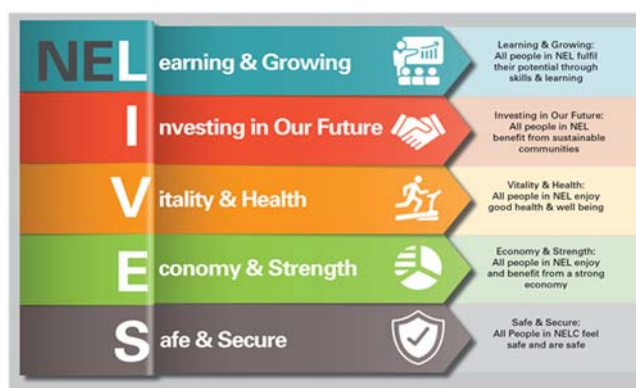 NEL earning & Growing
Learning & Growing:
All people in NEL fulfil
their potential through
skills & learning
I nvesting in Our Future
Investing in Our Future:
All people in NEL
benefit from sustainable
communities
V itality & Health
Vitality & Health:
All people in NEL enjoy
good health & well being
E conomy & Strength
Economy & Strength:
All people in NEL enjoy
and benefit from a strong
economy
S afe & Secure
Safe & Secure:
All People in NELC feel
safe and are safe